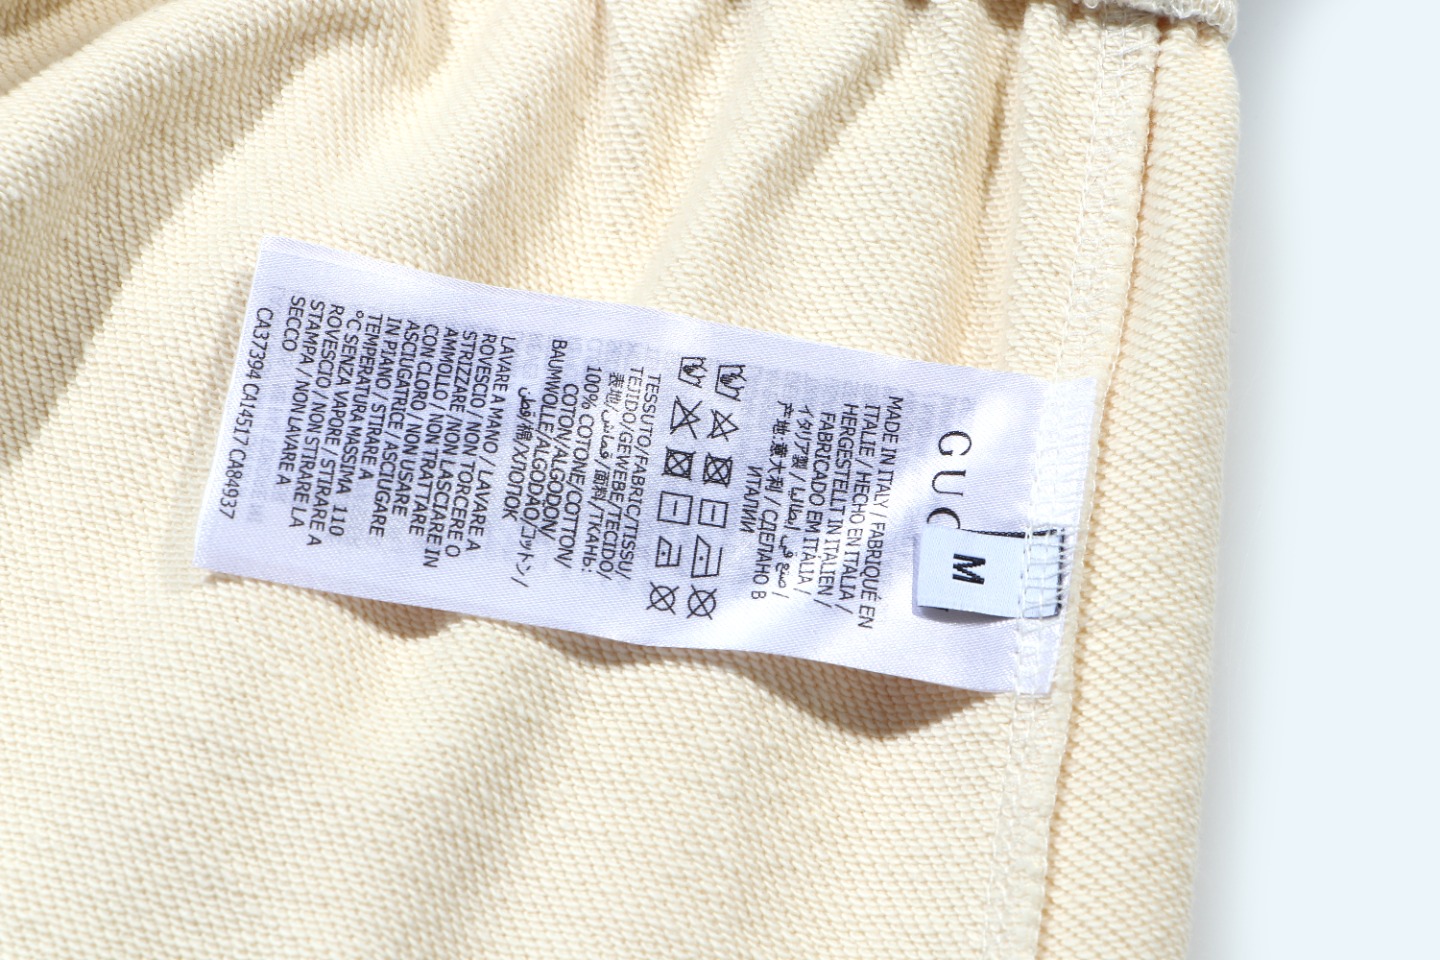 GUC
M
MADE IN ITALY / FABRIQUÉ EN
ITALIE / HECHO EN ITALIA /
HERGESTELLT IN ITALIEN /
FABRICADO EM ITÁLIA /
イタリア製 / صنع في إيطاليا /
产地:意大利 / СДЕЛАНО В
ИТАЛИИ
TESSUTO/FABRIC/TISSU/
TEJIDO/GEWEBE/TECIDO/
表地/قماش/面料/ТКАНЬ:
100% COTONE/COTTON/
COTON/ALGODON/
BAUMWOLLE/ALGODAO/コットン/
قطن/棉/ХЛОПОК
LAVARE A MANO / LAVARE A
ROVESCIO / NON TORCERE O
STRIZZARE / NON LASCIARE IN
AMMOLLO / NON TRATTARE
CON CLORO / NON USARE
ASCIUGATRICE / ASCIUGARE
IN PIANO / STIRARE A
TEMPERATURA MASSIMA 110
°C SENZA VAPORE / STIRARE A
ROVESCIO / NON STIRARE LA
STAMPA / NON LAVARE A
SECCO
CA37394 CA14517 CA84937